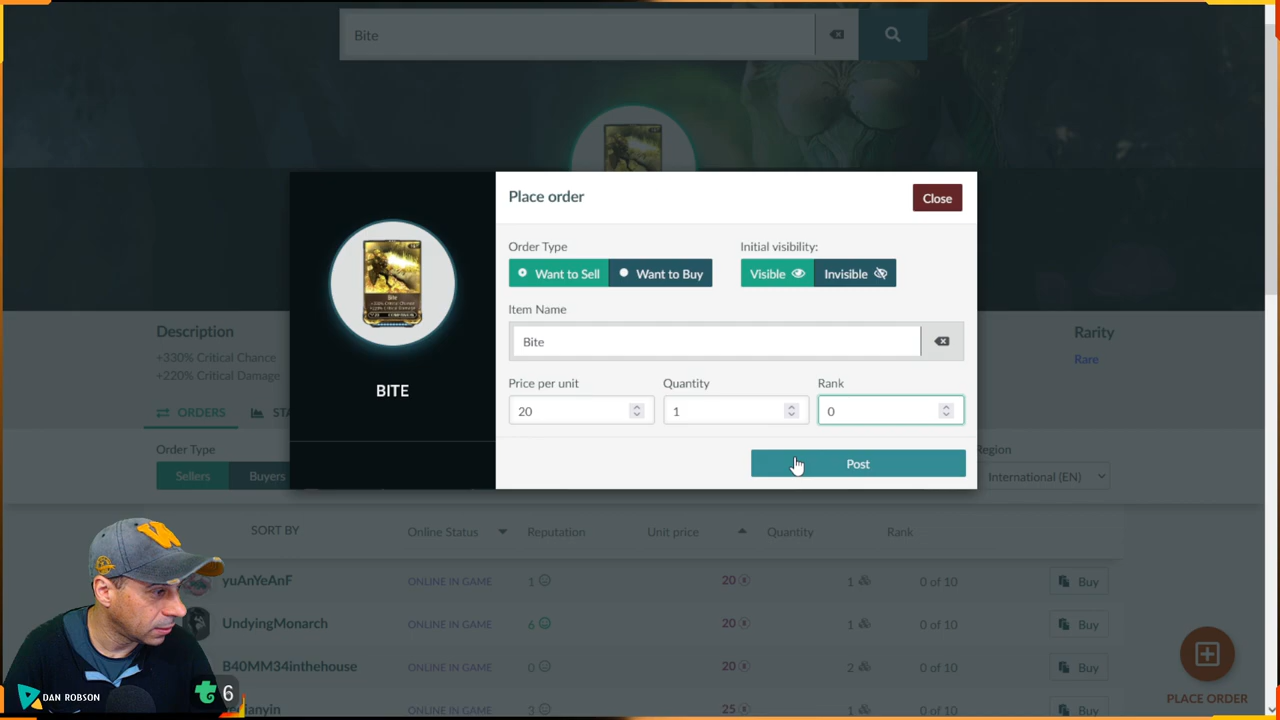 Bite
Place order
Close
Order Type
Initial visibility:
Want to Sell
Want to Buy
Visible
Invisible
Item Name
Bite
BITE
Price per unit
Quantity
Rank
20
1
0
Post
Description
+330% Critical Chance
+220% Critical Damage
Rarity
Rare
ORDERS
STA
Order Type
Sellers
Buyers
Region
International (EN)
SORT BY
Online Status
Reputation
Unit price
Quantity
Rank
yuAnYeAnF
ONLINE IN GAME
1
20
1
0 of 10
Buy
UndyingMonarch
ONLINE IN GAME
6
20
1
0 of 10
Buy
B40MM34inthehouse
ONLINE IN GAME
0
20
2
0 of 10
Buy
ONLINE IN GAME
3
25
1
0 of 10
Buy
PLACE ORDER
DAN ROBSON
6